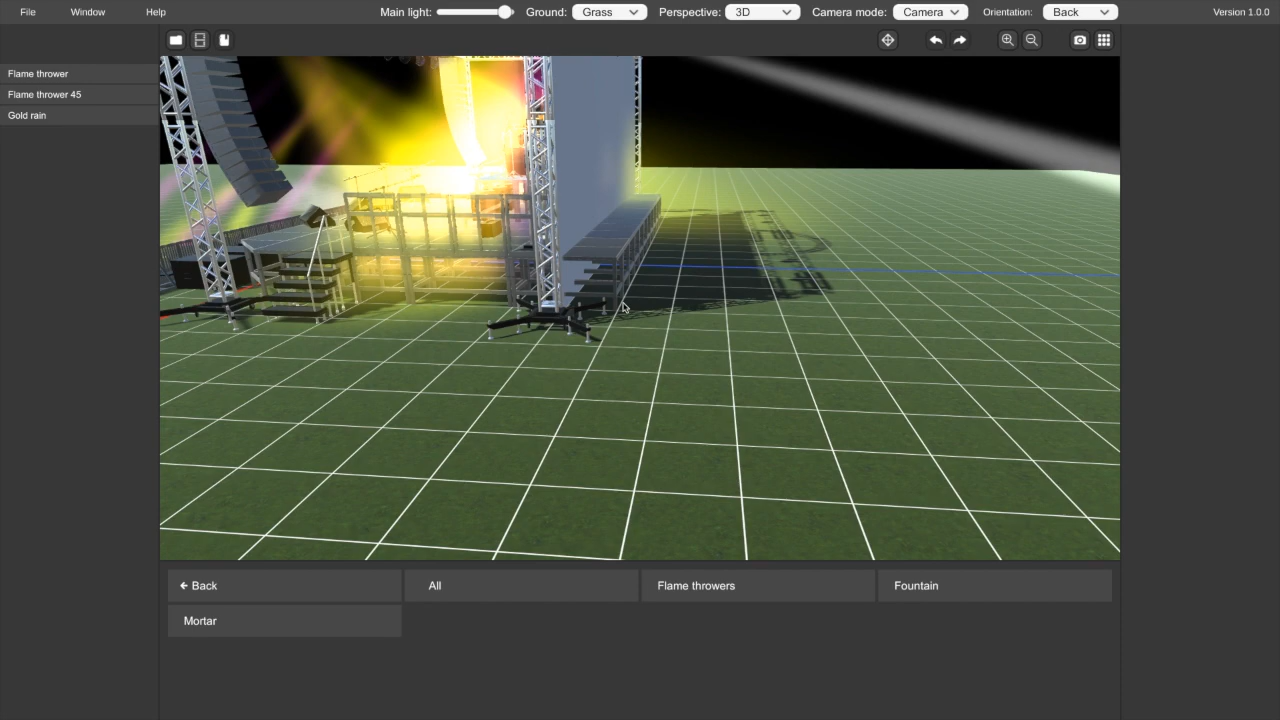 File Window Help Main light: Ground: Grass Perspective: 3D Camera mode: Camera Orientation: Back Version 1.0.0
Flame thrower
Flame thrower 45
Gold rain
Back All Flame throwers Fountain
Mortar